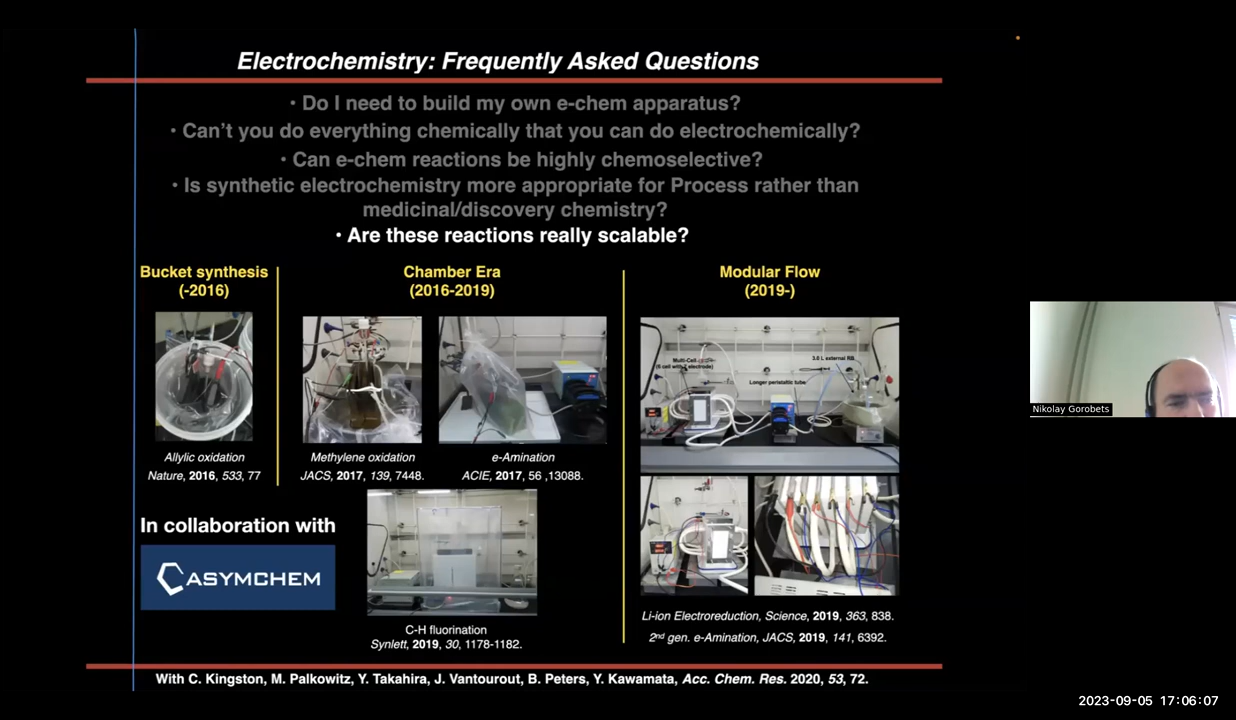 Electrochemistry: Frequently Asked Questions
• Do I need to build my own e-chem apparatus?
• Can't you do everything chemically that you can do electrochemically?
• Can e-chem reactions be highly chemoselective?
• Is synthetic electrochemistry more appropriate for Process rather than
medicinal/discovery chemistry?
• Are these reactions really scalable?
Bucket synthesis
(-2016)
Allylic oxidation
Nature, 2016, 533, 77
Chamber Era
(2016-2019)
Methylene oxidation
JACS, 2017, 139, 7448.
e-Amination
ACIE, 2017, 56 ,13088.
C-H fluorination
Synlett, 2019, 30, 1178-1182.
Modular Flow
(2019-)
Multi-Cell
3.0 L external RB
Longer peristaltic tube
Li-ion Electroreduction, Science, 2019, 363, 838.
2nd gen. e-Amination, JACS, 2019, 141, 6392.
In collaboration with
ASYMCHEM
With C. Kingston, M. Palkowitz, Y. Takahira, J. Vantourout, B. Peters, Y. Kawamata, Acc. Chem. Res. 2020, 53, 72.
Nikolay Gorobets
2023-09-05 17:06:07